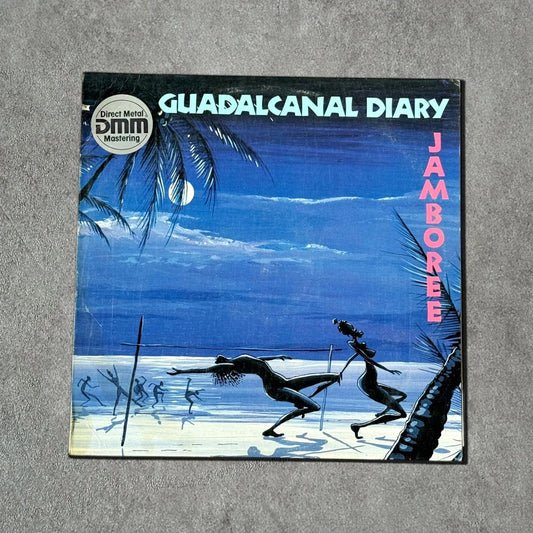 GUADALCANAL DIARY
Direct Metal
DMM
Mastering
JAMBOREE